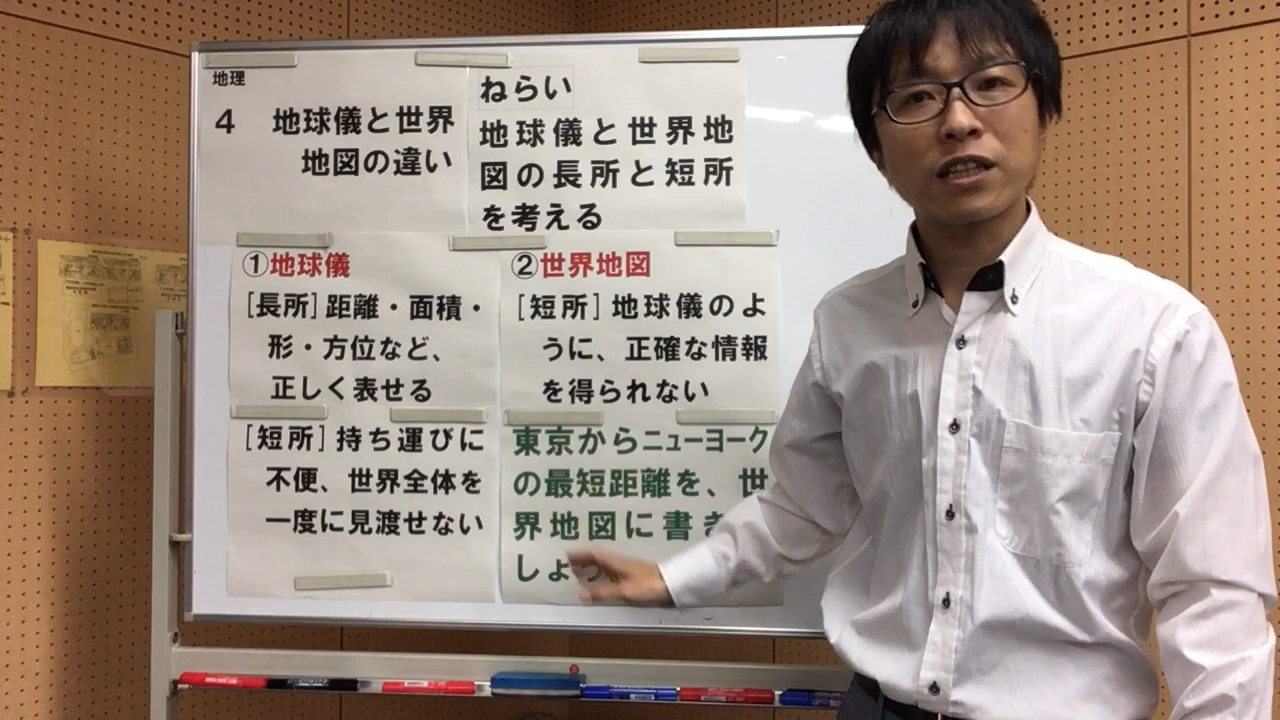 地理
4 地球儀と世界
地図の違い
ねらい
地球儀と世界地
図の長所と短所
を考える
①地球儀
[長所]距離・面積・
形・方位など、
正しく表せる
[短所]持ち運びに
不便、世界全体を
一度に見渡せない
②世界地図
[短所]地球儀のよ
うに、正確な情報
を得られない
東京からニューヨーク
の最短距離を、世
界地図に書き
しょう